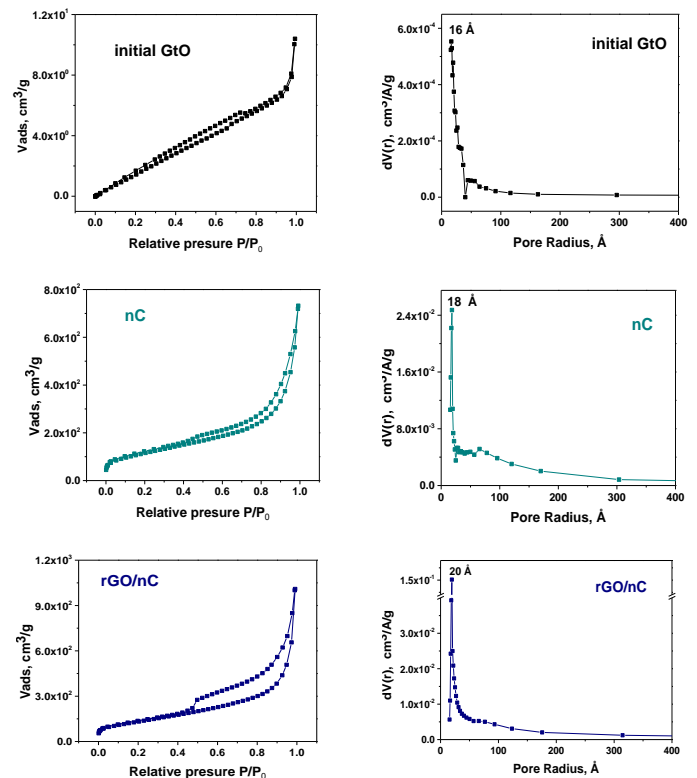 initial GtO
Vads, cm³/g
1.2x10¹
8.0x10⁰
4.0x10⁰
0.0
0.0 0.2 0.4 0.6 0.8 1.0
Relative presure P/P₀
16 Å
initial GtO
dV(r), cm³/A/g
6.0x10⁻⁴
4.0x10⁻⁴
2.0x10⁻⁴
0.0
0 100 200 300 400
Pore Radius, Å
nC
Vads, cm³/g
8.0x10²
6.0x10²
4.0x10²
2.0x10²
0.0
0.0 0.2 0.4 0.6 0.8 1.0
Relative presure P/P₀
18 Å
nC
dV(r), cm³/A/g
2.4x10⁻²
1.6x10⁻²
8.0x10⁻³
0.0
0 100 200 300 400
Pore Radius, Å
rGO/nC
Vads, cm³/g
1.2x10³
9.0x10²
6.0x10²
3.0x10²
0.0
0.0 0.2 0.4 0.6 0.8 1.0
Relative presure P/P₀
20 Å
rGO/nC
dV(r), cm³/A/g
1.5x10⁻¹
3.0x10⁻²
2.0x10⁻²
1.0x10⁻²
0.0
0 100 200 300 400
Pore Radius, Å